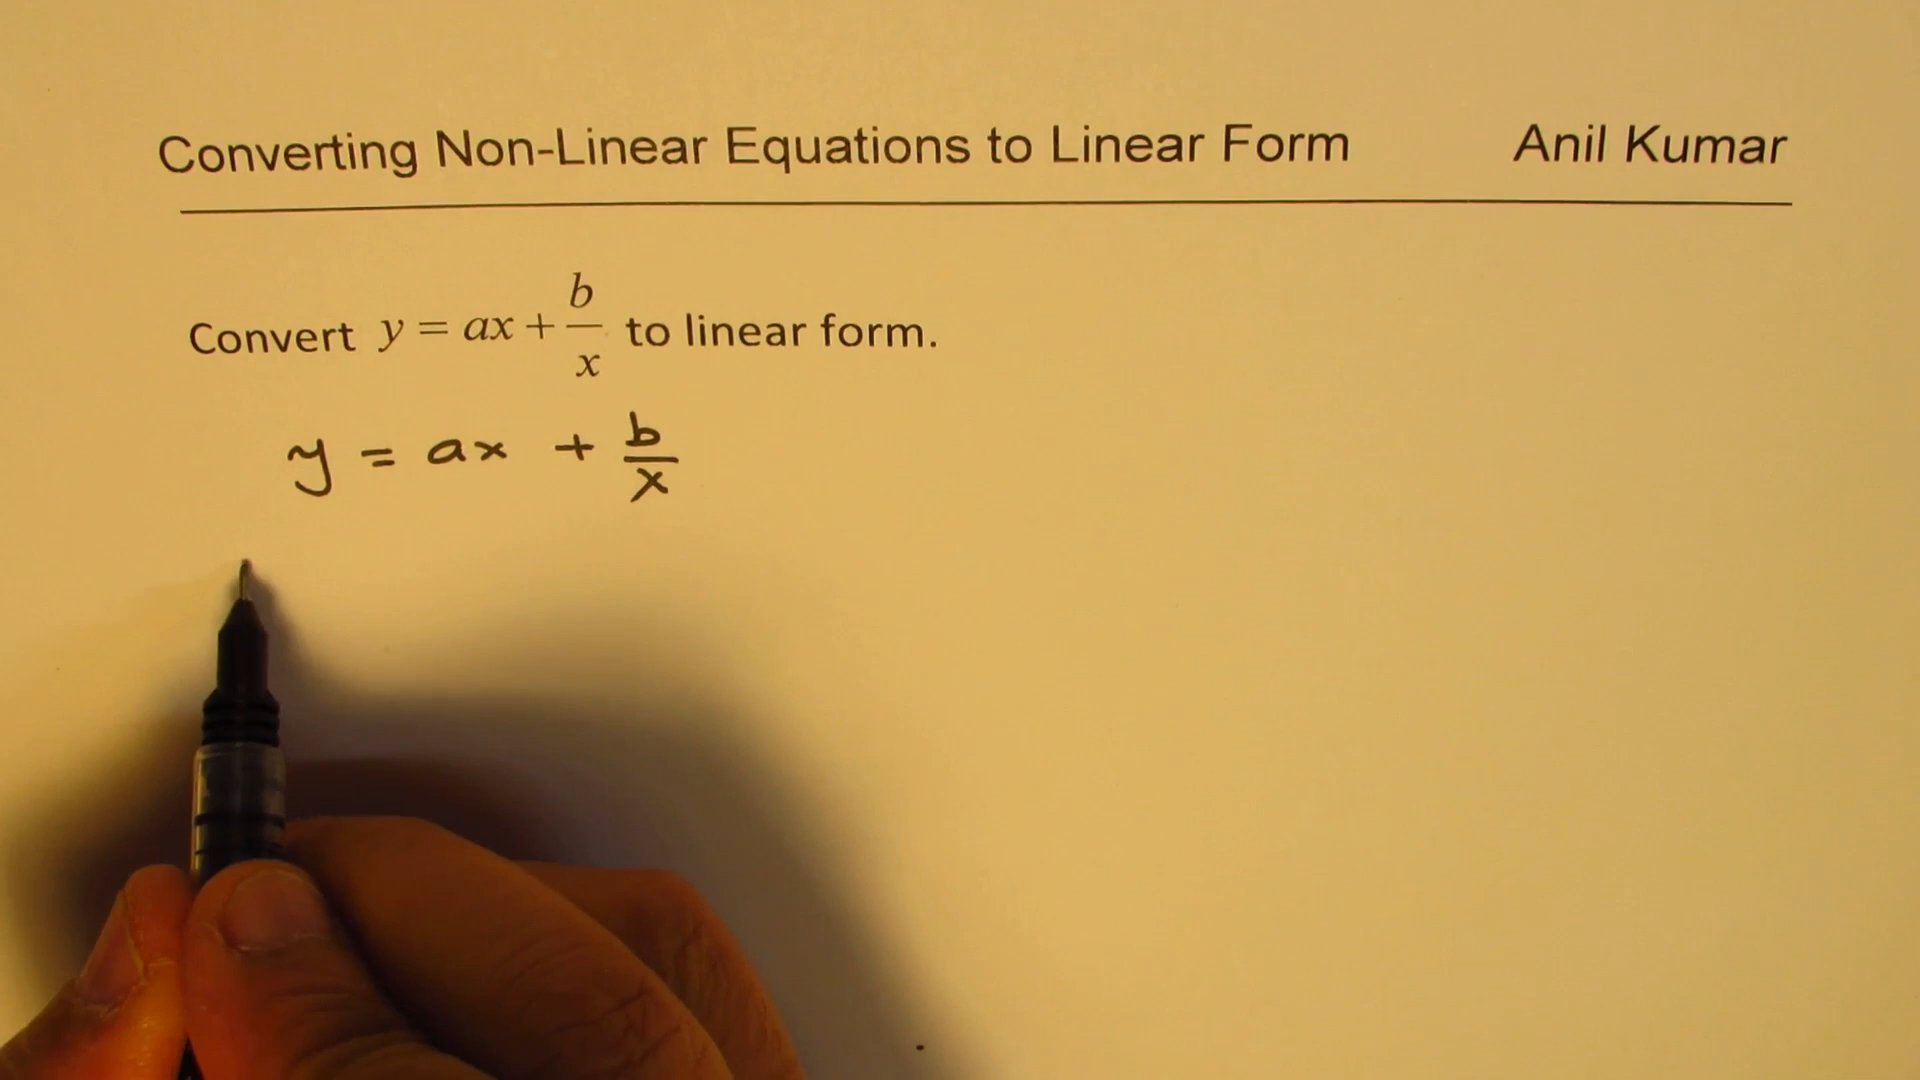 Converting Non-Linear Equations to Linear Form Anil Kumar
Convert y = ax + b/x to linear form.
y = ax + b/x